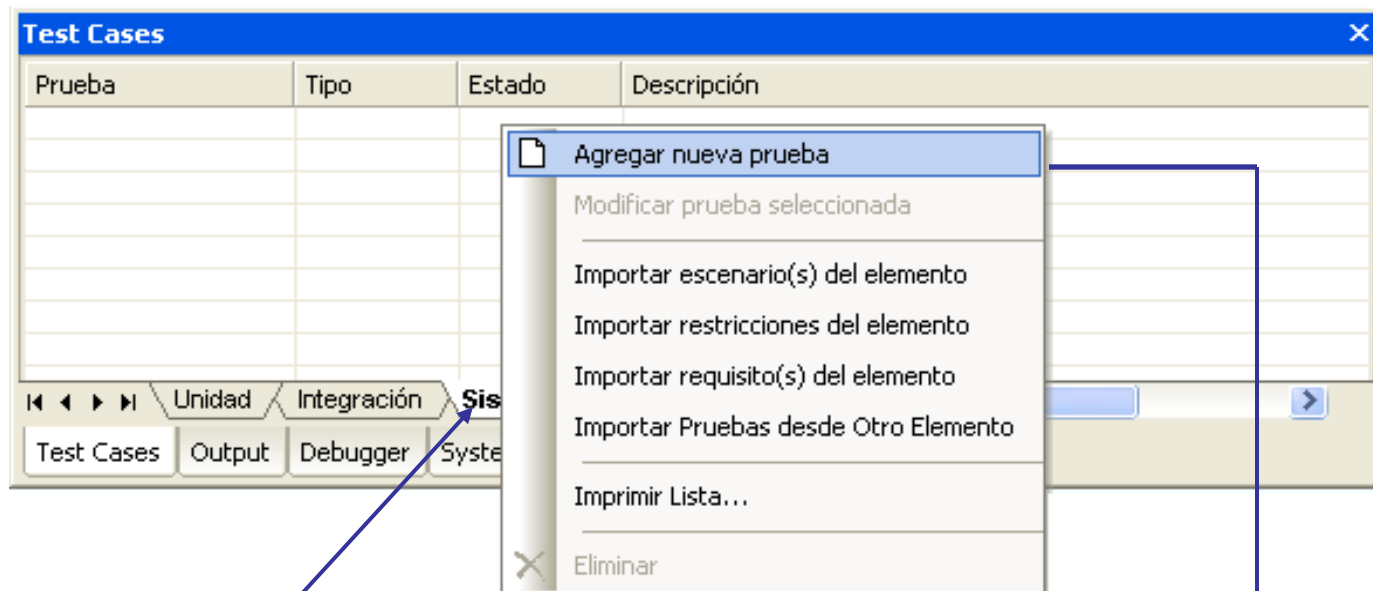 Test Cases
Prueba Tipo Estado Descripción
Agregar nueva prueba
Modificar prueba seleccionada
Importar escenario(s) del elemento
Importar restricciones del elemento
Importar requisito(s) del elemento
Importar Pruebas desde Otro Elemento
Imprimir Lista...
Eliminar
Unidad Integración Sis
Test Cases Output Debugger Syste